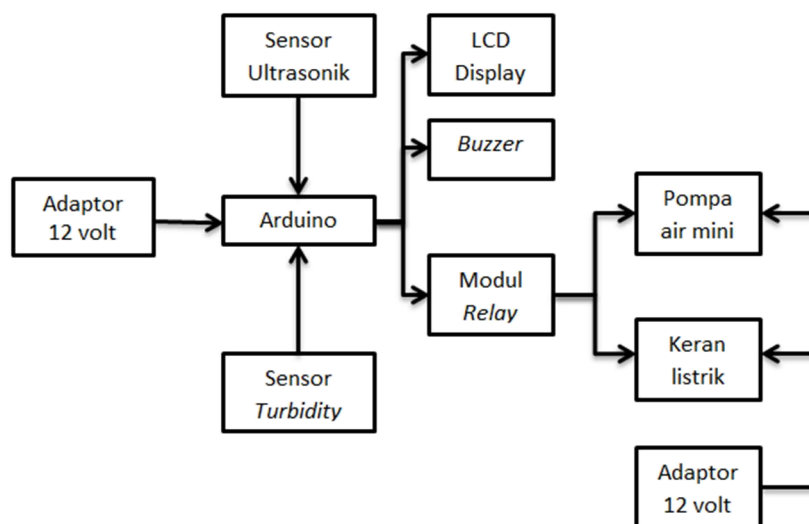 Sensor
Ultrasonik
LCD
Display
Buzzer
Adaptor
12 volt
Arduino
Pompa
air mini
Modul
Relay
Keran
listrik
Sensor
Turbidity
Adaptor
12 volt